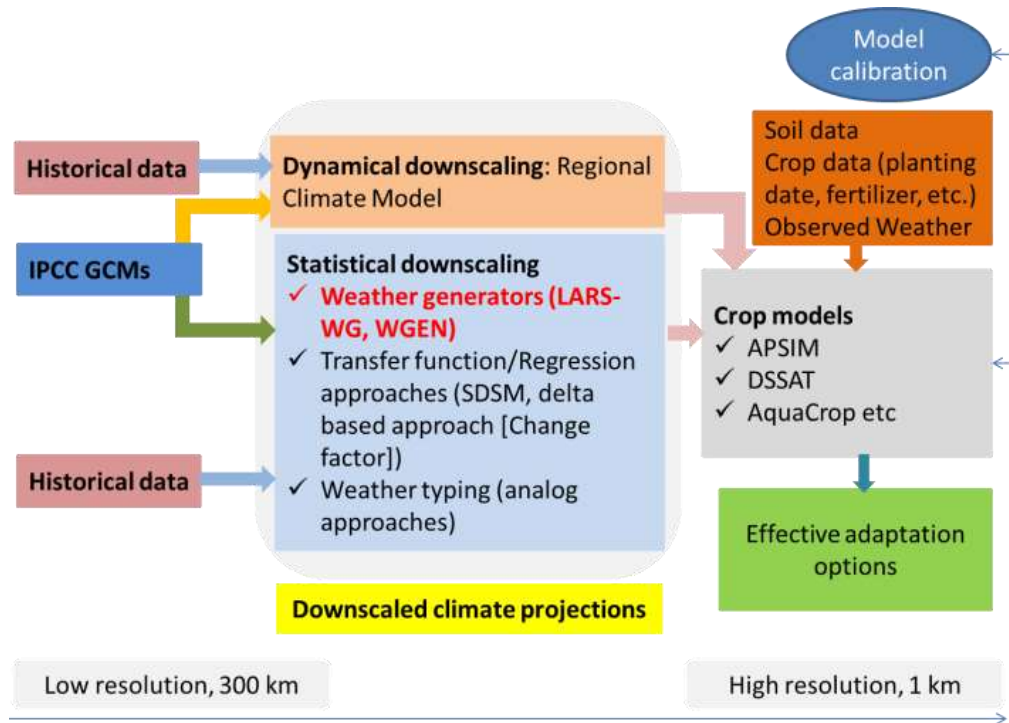 Model
calibration
Historical data
IPCC GCMs
Historical data
Dynamical downscaling: Regional
Climate Model
Statistical downscaling
✓ Weather generators (LARS-
WG, WGEN)
✓ Transfer function/Regression
approaches (SDSM, delta
based approach [Change
factor])
✓ Weather typing (analog
approaches)
Downscaled climate projections
Soil data
Crop data (planting
date, fertilizer, etc.)
Observed Weather
Crop models
✓ APSIM
✓ DSSAT
✓ AquaCrop etc
Effective adaptation
options
Low resolution, 300 km
High resolution, 1 km